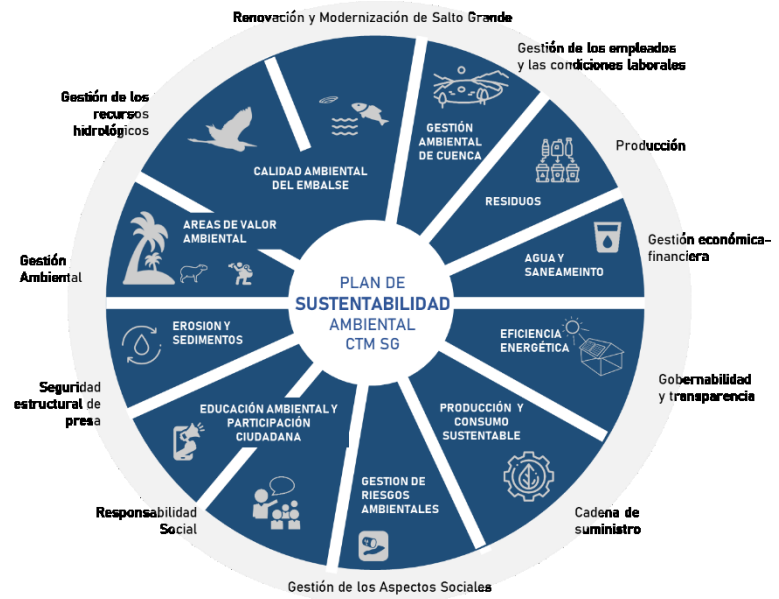 Renovación y Modernización de Salto Grande
Gestión de los empleados
y las condiciones laborales
Producción
Gestión económica-
financiera
Gobernabilidad
y transparencia
Cadena de
suministro
Gestión de los Aspectos Sociales
Responsabilidad
Social
Seguridad
estructural de
presa
Gestión
Ambiental
Gestión de los
recursos
hidrológicos
GESTIÓN
AMBIENTAL
DE CUENCA
RESIDUOS
AGUA Y
SANEAMEINTO
EFICIENCIA
ENERGÉTICA
PRODUCCIÓN Y
CONSUMO
SUSTENTABLE
GESTION DE
RIESGOS
AMBIENTALES
EDUCACIÓN AMBIENTAL Y
PARTICIPACIÓN
CIUDADANA
EROSION Y
SEDIMENTOS
AREAS DE VALOR
AMBIENTAL
CALIDAD AMBIENTAL
DEL EMBALSE
PLAN DE
SUSTENTABILIDAD
AMBIENTAL
CTM SG